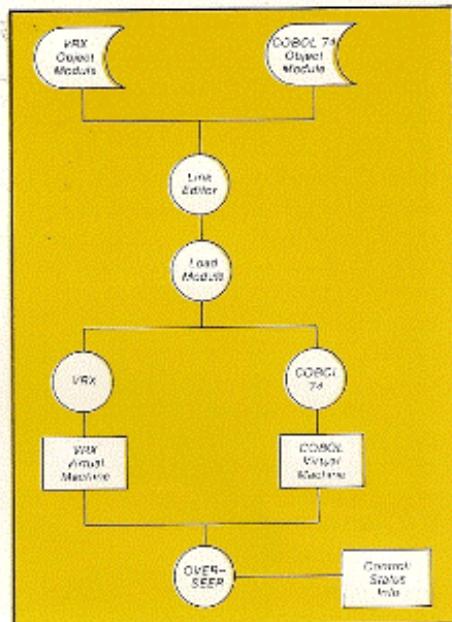 VRX
Object
Module
COBOL 74
Object
Module
Link
Editor
Load
Module
VRX
COBOL
74
VRX
Virtual
Machine
COBOL
Virtual
Machine
OVER-
SEER
Control
Status
Info